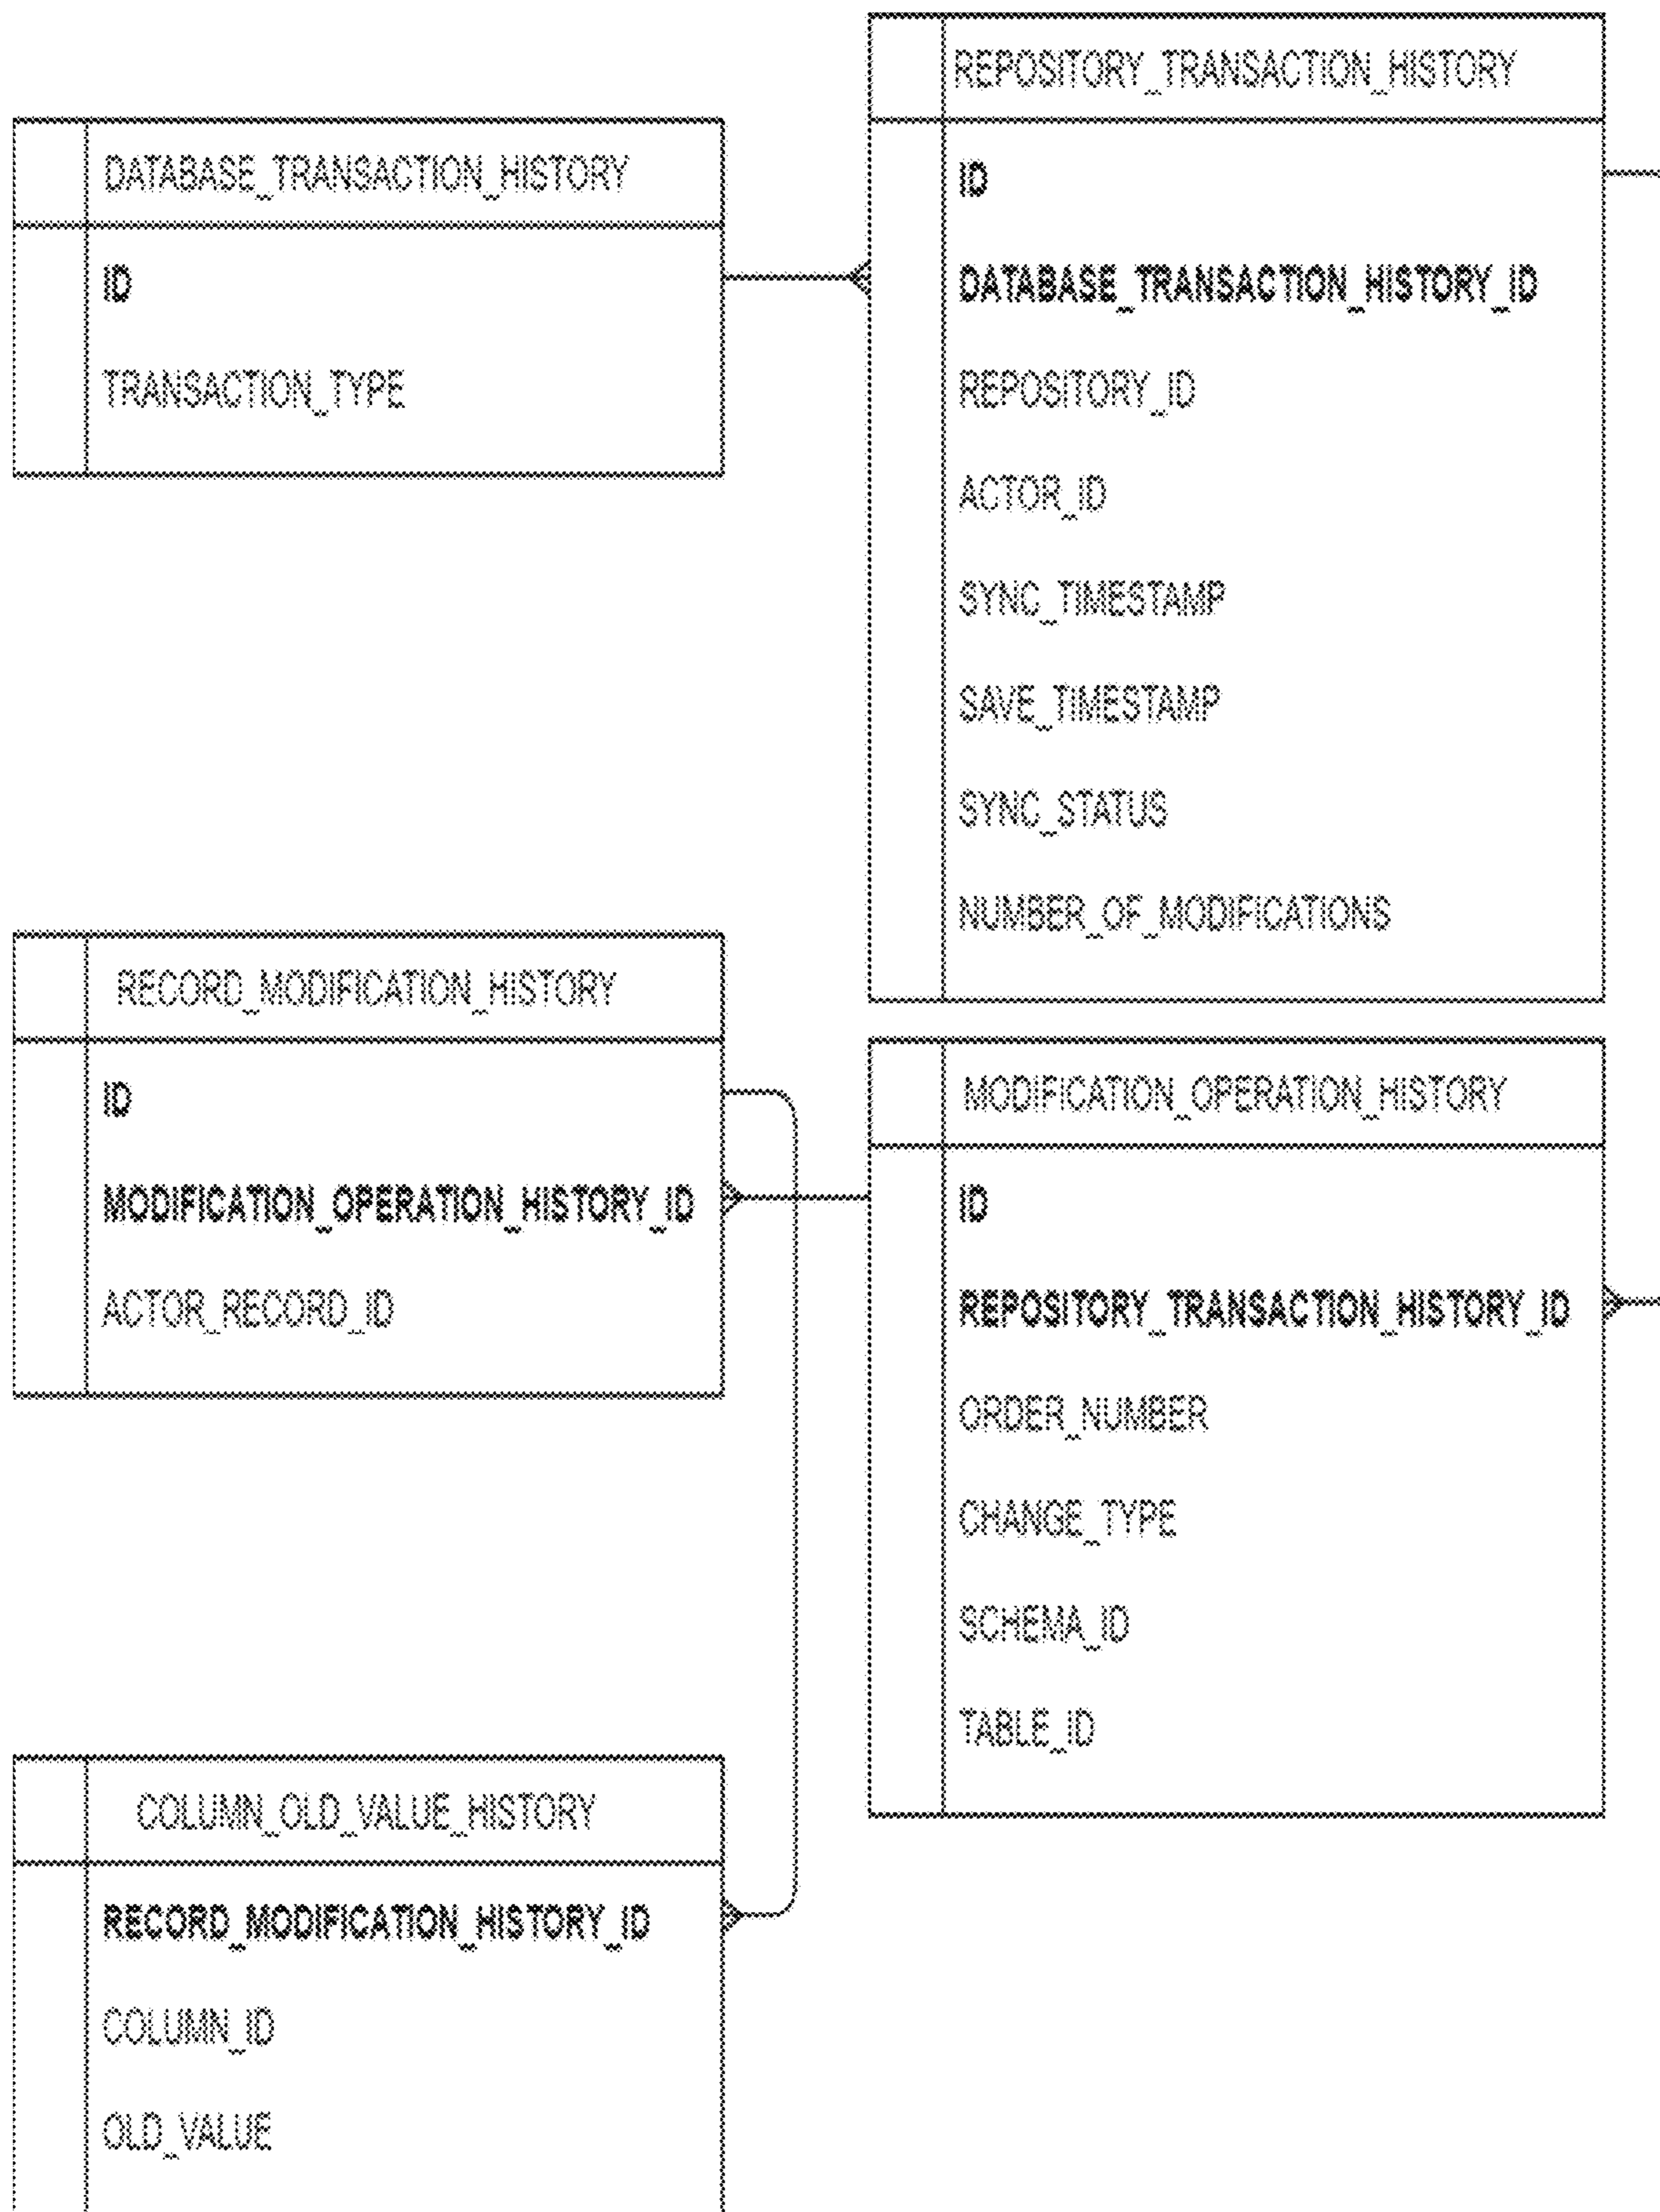 REPOSITORY_TRANSACTION_HISTORY
ID
DATABASE_TRANSACTION_HISTORY_ID
REPOSITORY_ID
ACTOR_ID
SYNC_TIMESTAMP
SAVE_TIMESTAMP
SYNC_STATUS
NUMBER_OF_MODIFICATIONS
DATABASE_TRANSACTION_HISTORY
ID
TRANSACTION_TYPE
RECORD_MODIFICATION_HISTORY
ID
MODIFICATION_OPERATION_HISTORY_ID
ACTOR_RECORD_ID
MODIFICATION_OPERATION_HISTORY
ID
REPOSITORY_TRANSACTION_HISTORY_ID
ORDER_NUMBER
CHANGE_TYPE
SCHEMA_ID
TABLE_ID
COLUMN_OLD_VALUE_HISTORY
RECORD_MODIFICATION_HISTORY_ID
COLUMN_ID
OLD_VALUE